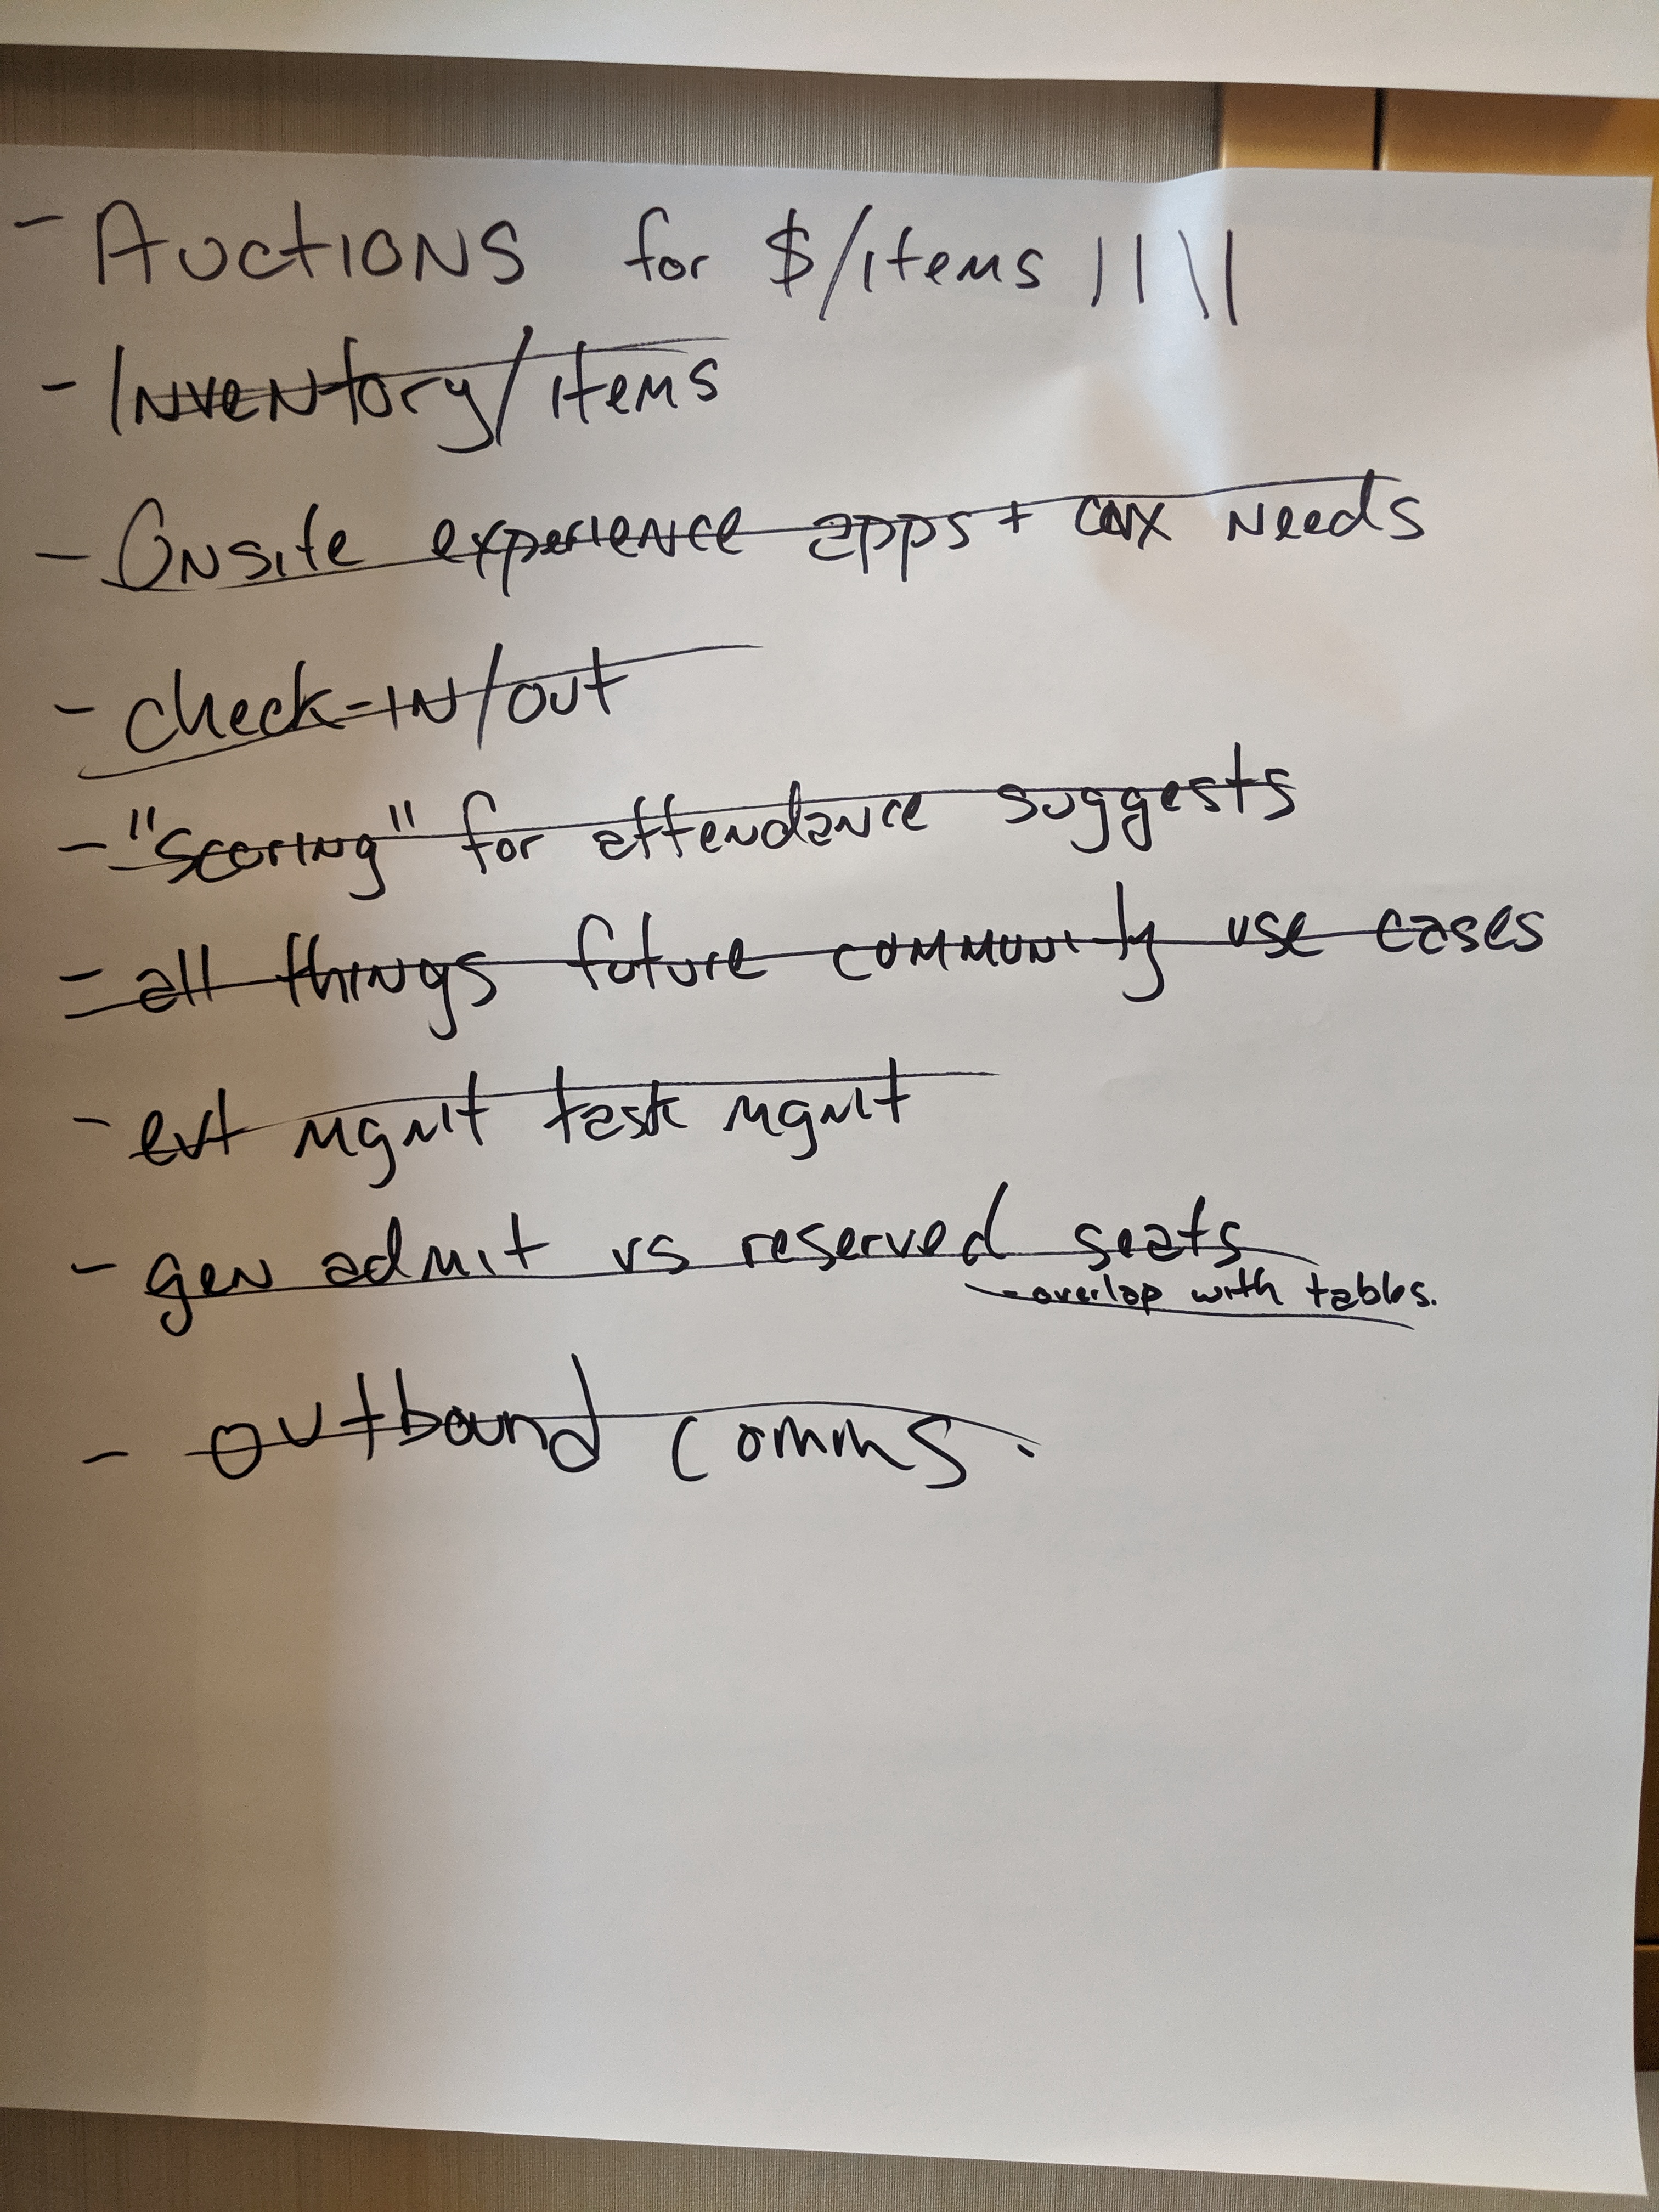 - Auctions for $/items ||||
- Inventory/items
- Onsite experience apps + cnx needs
- check-in/out
- "scoring" for attendance suggests
- all things future community use cases
- evt mgmt task mgmt
- gen admit vs reserved seats
- overlap with tables.
- outbound comms.